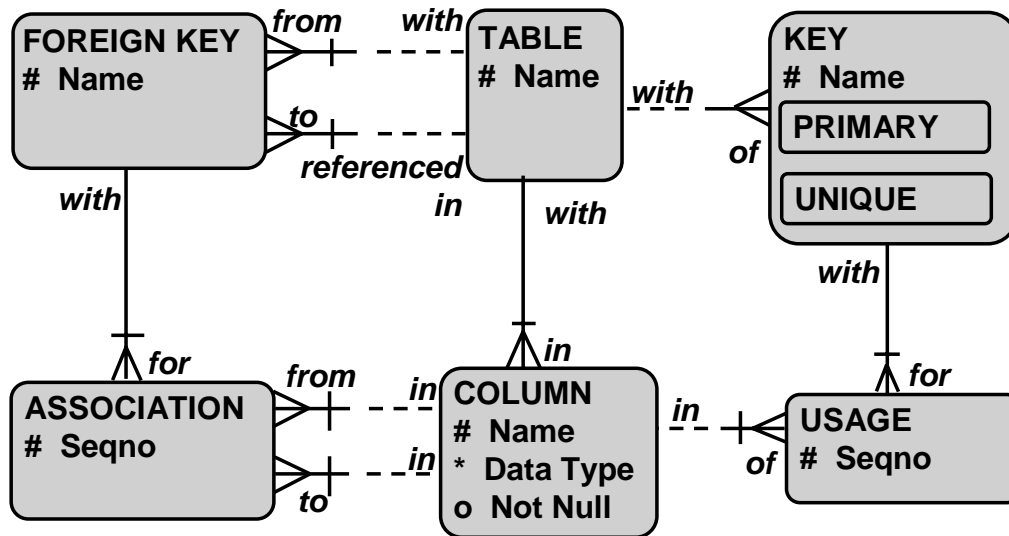 from
with
FOREIGN KEY
# Name
TABLE
# Name
KEY
# Name
PRIMARY
UNIQUE
with
of
to
referenced
in
with
with
with
for
in
for
from
in
in
of
ASSOCIATION
# Seqno
in
to
COLUMN
# Name
* Data Type
o Not Null
USAGE
# Seqno